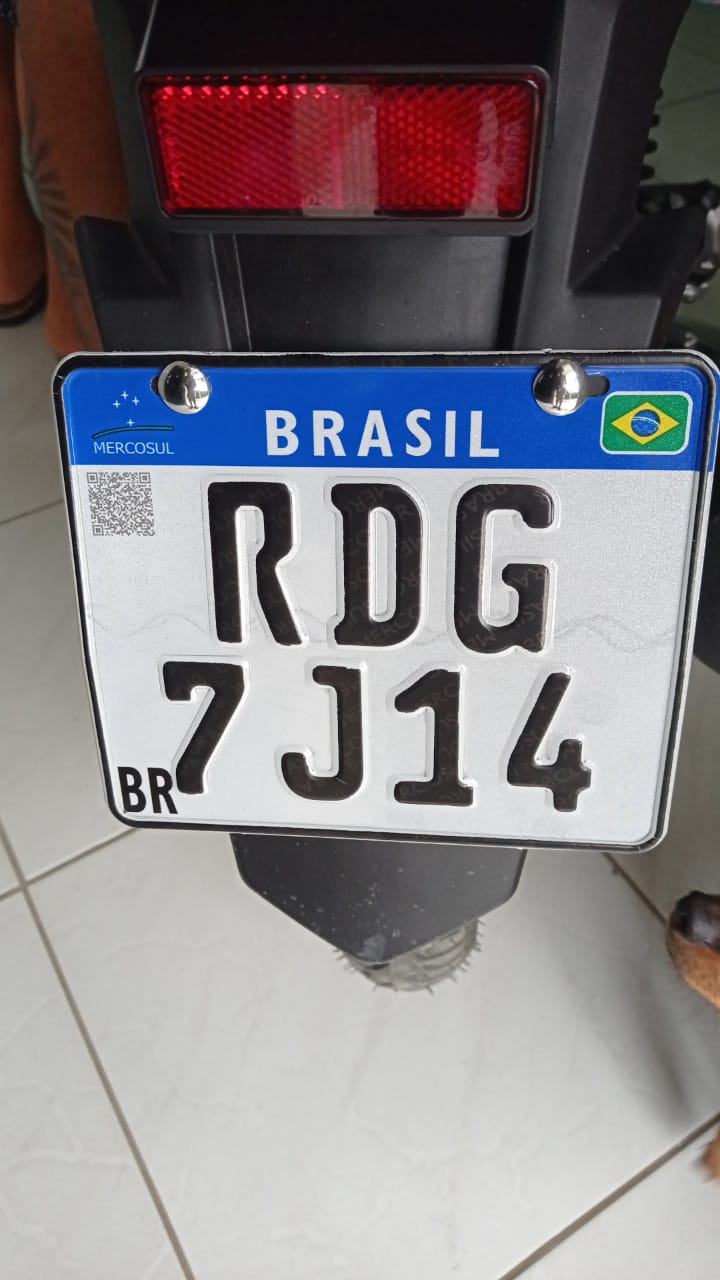 MERCOSUL
BRASIL
RDG
7J14
BR